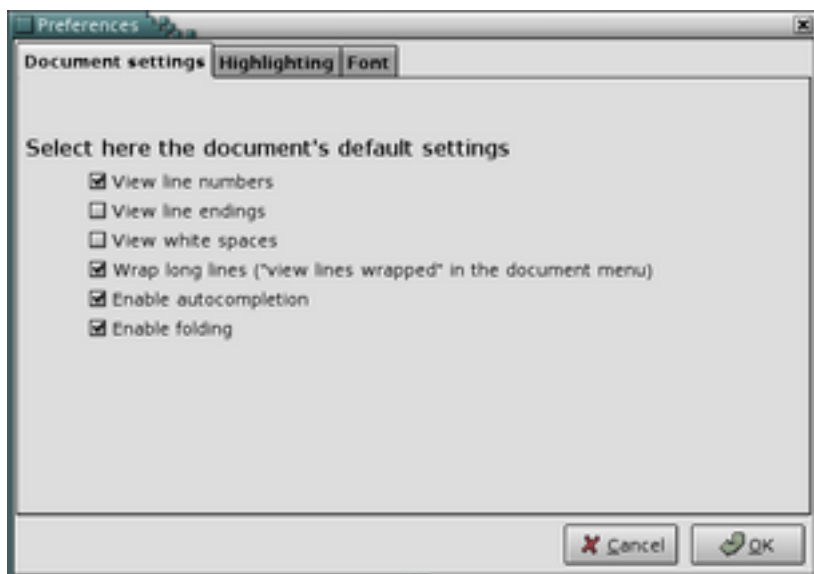 Preferences
Document settings Highlighting Font
Select here the document's default settings
View line numbers
View line endings
View white spaces
Wrap long lines ("view lines wrapped" in the document menu)
Enable autocompletion
Enable folding
Cancel OK